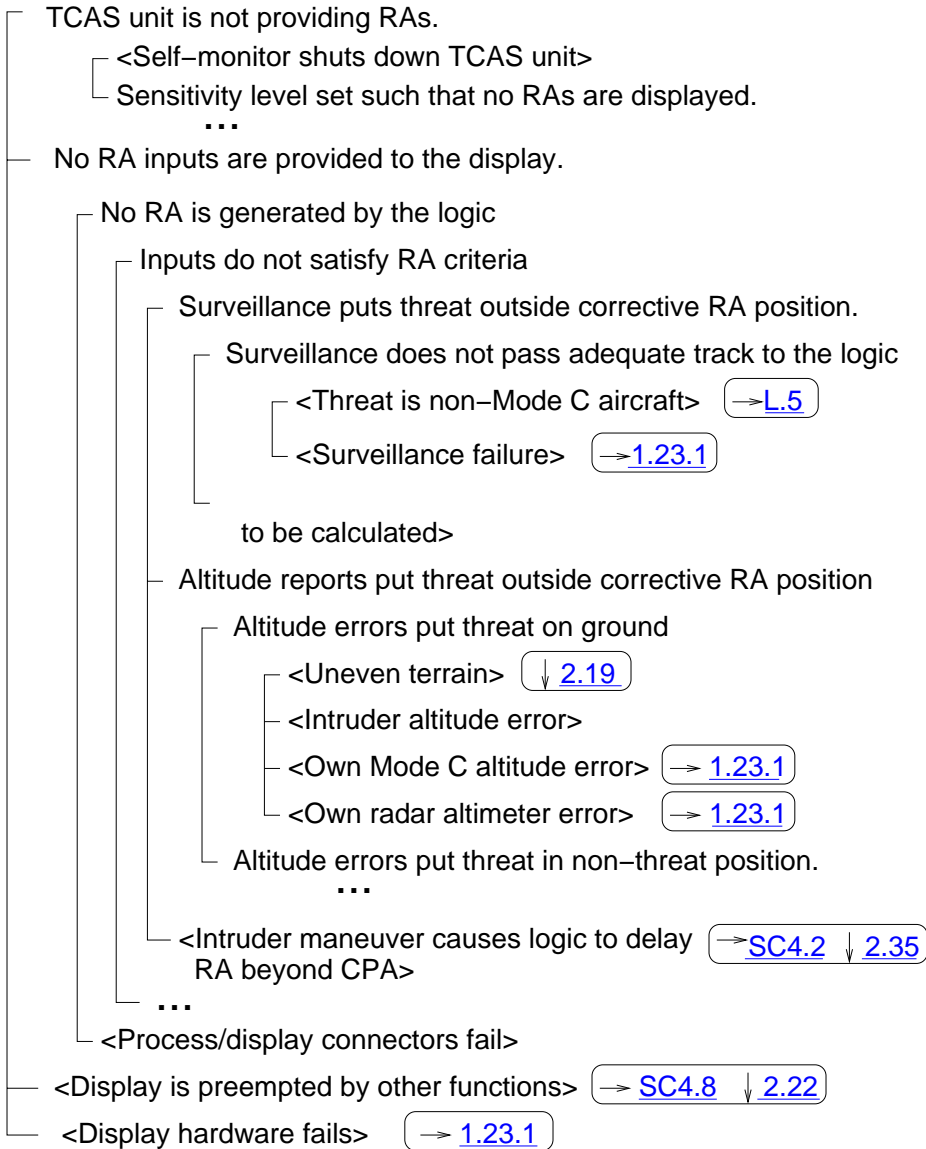 TCAS unit is not providing RAs.
<Self−monitor shuts down TCAS unit>
Sensitivity level set such that no RAs are displayed.
...
No RA inputs are provided to the display.
No RA is generated by the logic
Inputs do not satisfy RA criteria
Surveillance puts threat outside corrective RA position.
Surveillance does not pass adequate track to the logic
<Threat is non−Mode C aircraft> →L.5
<Surveillance failure> →1.23.1
to be calculated>
Altitude reports put threat outside corrective RA position
Altitude errors put threat on ground
<Uneven terrain> ↓ 2.19
<Intruder altitude error>
<Own Mode C altitude error> → 1.23.1
<Own radar altimeter error> → 1.23.1
Altitude errors put threat in non−threat position.
...
<Intruder maneuver causes logic to delay →SC4.2 ↓ 2.35
RA beyond CPA>
...
<Process/display connectors fail>
<Display is preempted by other functions> → SC4.8 ↓ 2.22
<Display hardware fails> → 1.23.1